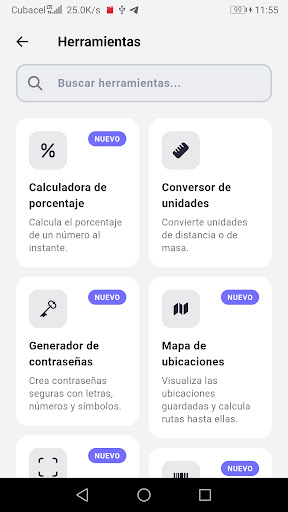 Cubacel 25.0K/s 99 11:55
Herramientas
Buscar herramientas...
NUEVO
Calculadora de
porcentaje
Calcula el porcentaje
de un número al
instante.
Conversor de
unidades
Convierte unidades
de distancia o de
masa.
NUEVO
Generador de
contraseñas
Crea contraseñas
seguras con letras,
números y símbolos.
NUEVO
Mapa de
ubicaciones
Visualiza las
ubicaciones
guardadas y calcula
rutas hasta ellas.
NUEVO
NUEVO